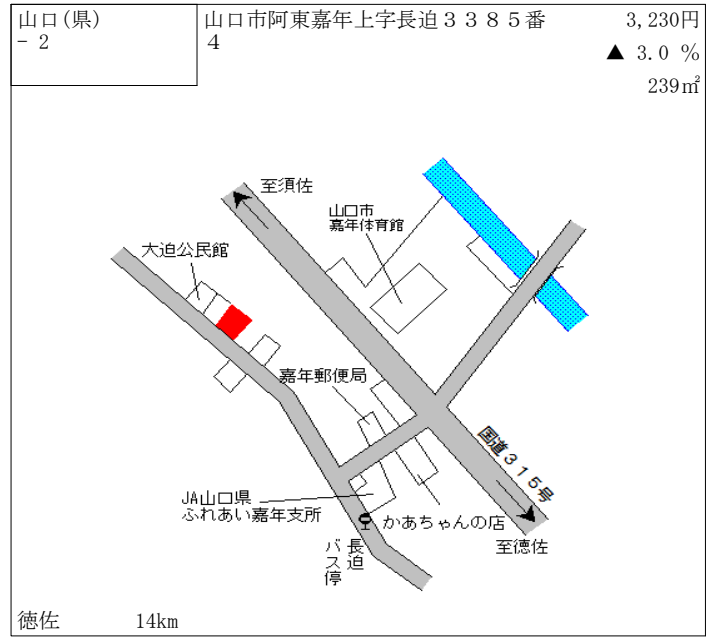 山口(県)
- 2
山口市阿東嘉年上字長迫３３８５番
4
3,230円
▲ 3.0 %
239㎡
至須佐
山口市
嘉年体育館
大迫公民館
嘉年郵便局
国道３１５号
JA山口県
ふれあい嘉年支所
かあちゃんの店
長迫
バス停
至徳佐
徳佐 14km